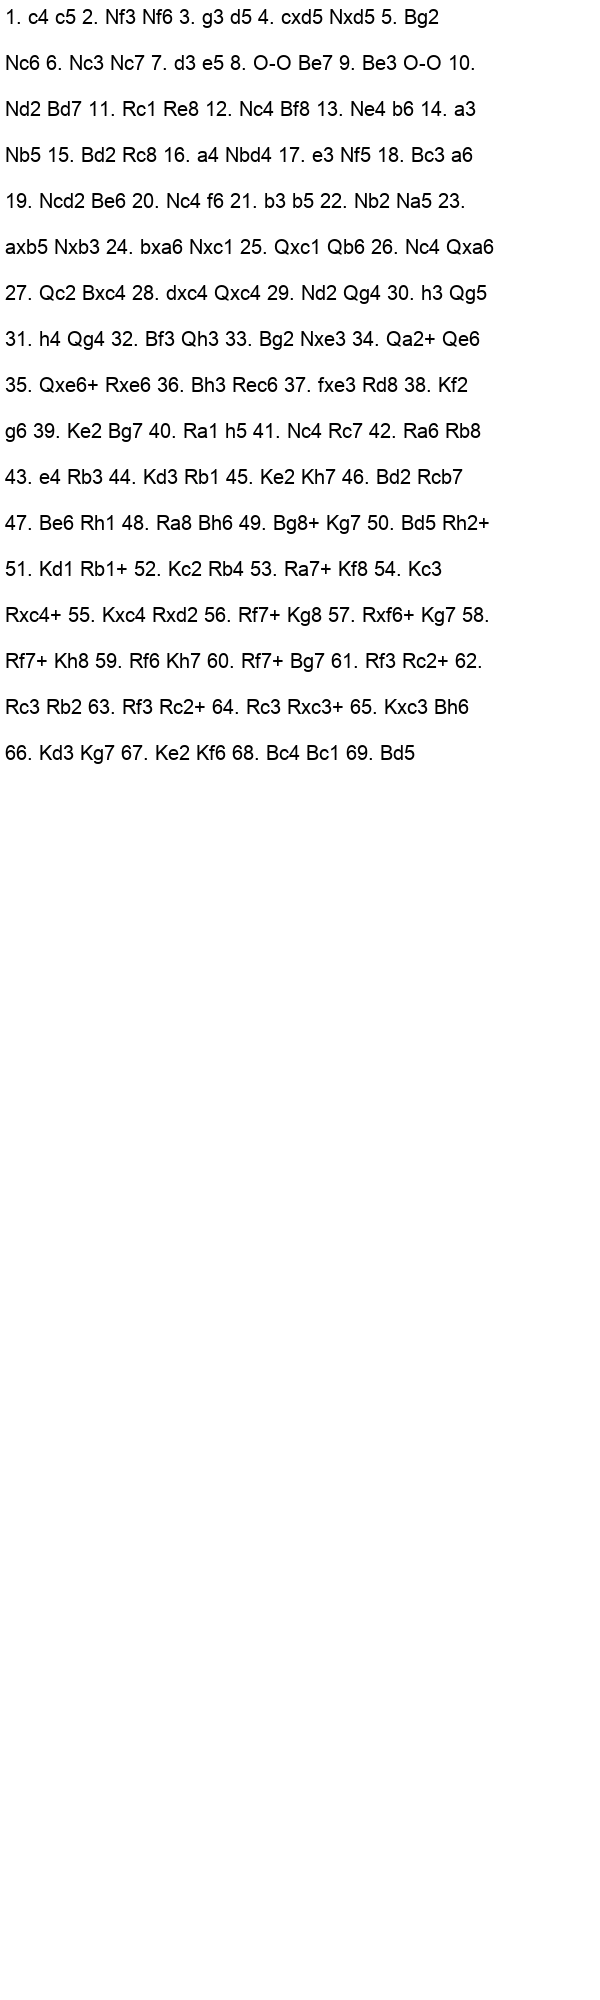 1. c4 c5 2. Nf3 Nf6 3. g3 d5 4. cxd5 Nxd5 5. Bg2
Nc6 6. Nc3 Nc7 7. d3 e5 8. O-O Be7 9. Be3 O-O 10.
Nd2 Bd7 11. Rc1 Re8 12. Nc4 Bf8 13. Ne4 b6 14. a3
Nb5 15. Bd2 Rc8 16. a4 Nbd4 17. e3 Nf5 18. Bc3 a6
19. Ncd2 Be6 20. Nc4 f6 21. b3 b5 22. Nb2 Na5 23.
axb5 Nxb3 24. bxa6 Nxc1 25. Qxc1 Qb6 26. Nc4 Qxa6
27. Qc2 Bxc4 28. dxc4 Qxc4 29. Nd2 Qg4 30. h3 Qg5
31. h4 Qg4 32. Bf3 Qh3 33. Bg2 Nxe3 34. Qa2+ Qe6
35. Qxe6+ Rxe6 36. Bh3 Rec6 37. fxe3 Rd8 38. Kf2
g6 39. Ke2 Bg7 40. Ra1 h5 41. Nc4 Rc7 42. Ra6 Rb8
43. e4 Rb3 44. Kd3 Rb1 45. Ke2 Kh7 46. Bd2 Rcb7
47. Be6 Rh1 48. Ra8 Bh6 49. Bg8+ Kg7 50. Bd5 Rh2+
51. Kd1 Rb1+ 52. Kc2 Rb4 53. Ra7+ Kf8 54. Kc3
Rxc4+ 55. Kxc4 Rxd2 56. Rf7+ Kg8 57. Rxf6+ Kg7 58.
Rf7+ Kh8 59. Rf6 Kh7 60. Rf7+ Bg7 61. Rf3 Rc2+ 62.
Rc3 Rb2 63. Rf3 Rc2+ 64. Rc3 Rxc3+ 65. Kxc3 Bh6
66. Kd3 Kg7 67. Ke2 Kf6 68. Bc4 Bc1 69. Bd5